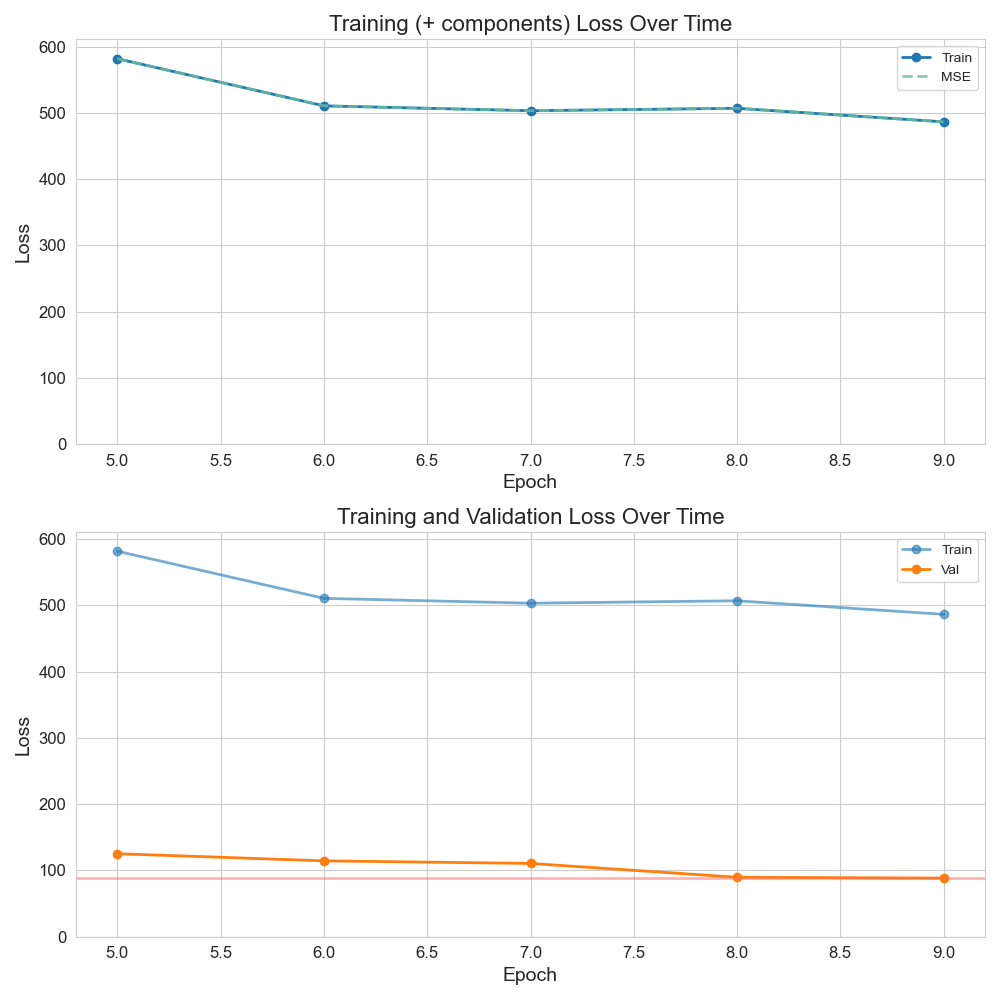 Training (+ components) Loss Over Time
Train
MSE
600
500
400
300
200
100
0
Loss
5.0 5.5 6.0 6.5 7.0 7.5 8.0 8.5 9.0
Epoch
Training and Validation Loss Over Time
Train
Val
600
500
400
300
200
100
0
Loss
5.0 5.5 6.0 6.5 7.0 7.5 8.0 8.5 9.0
Epoch